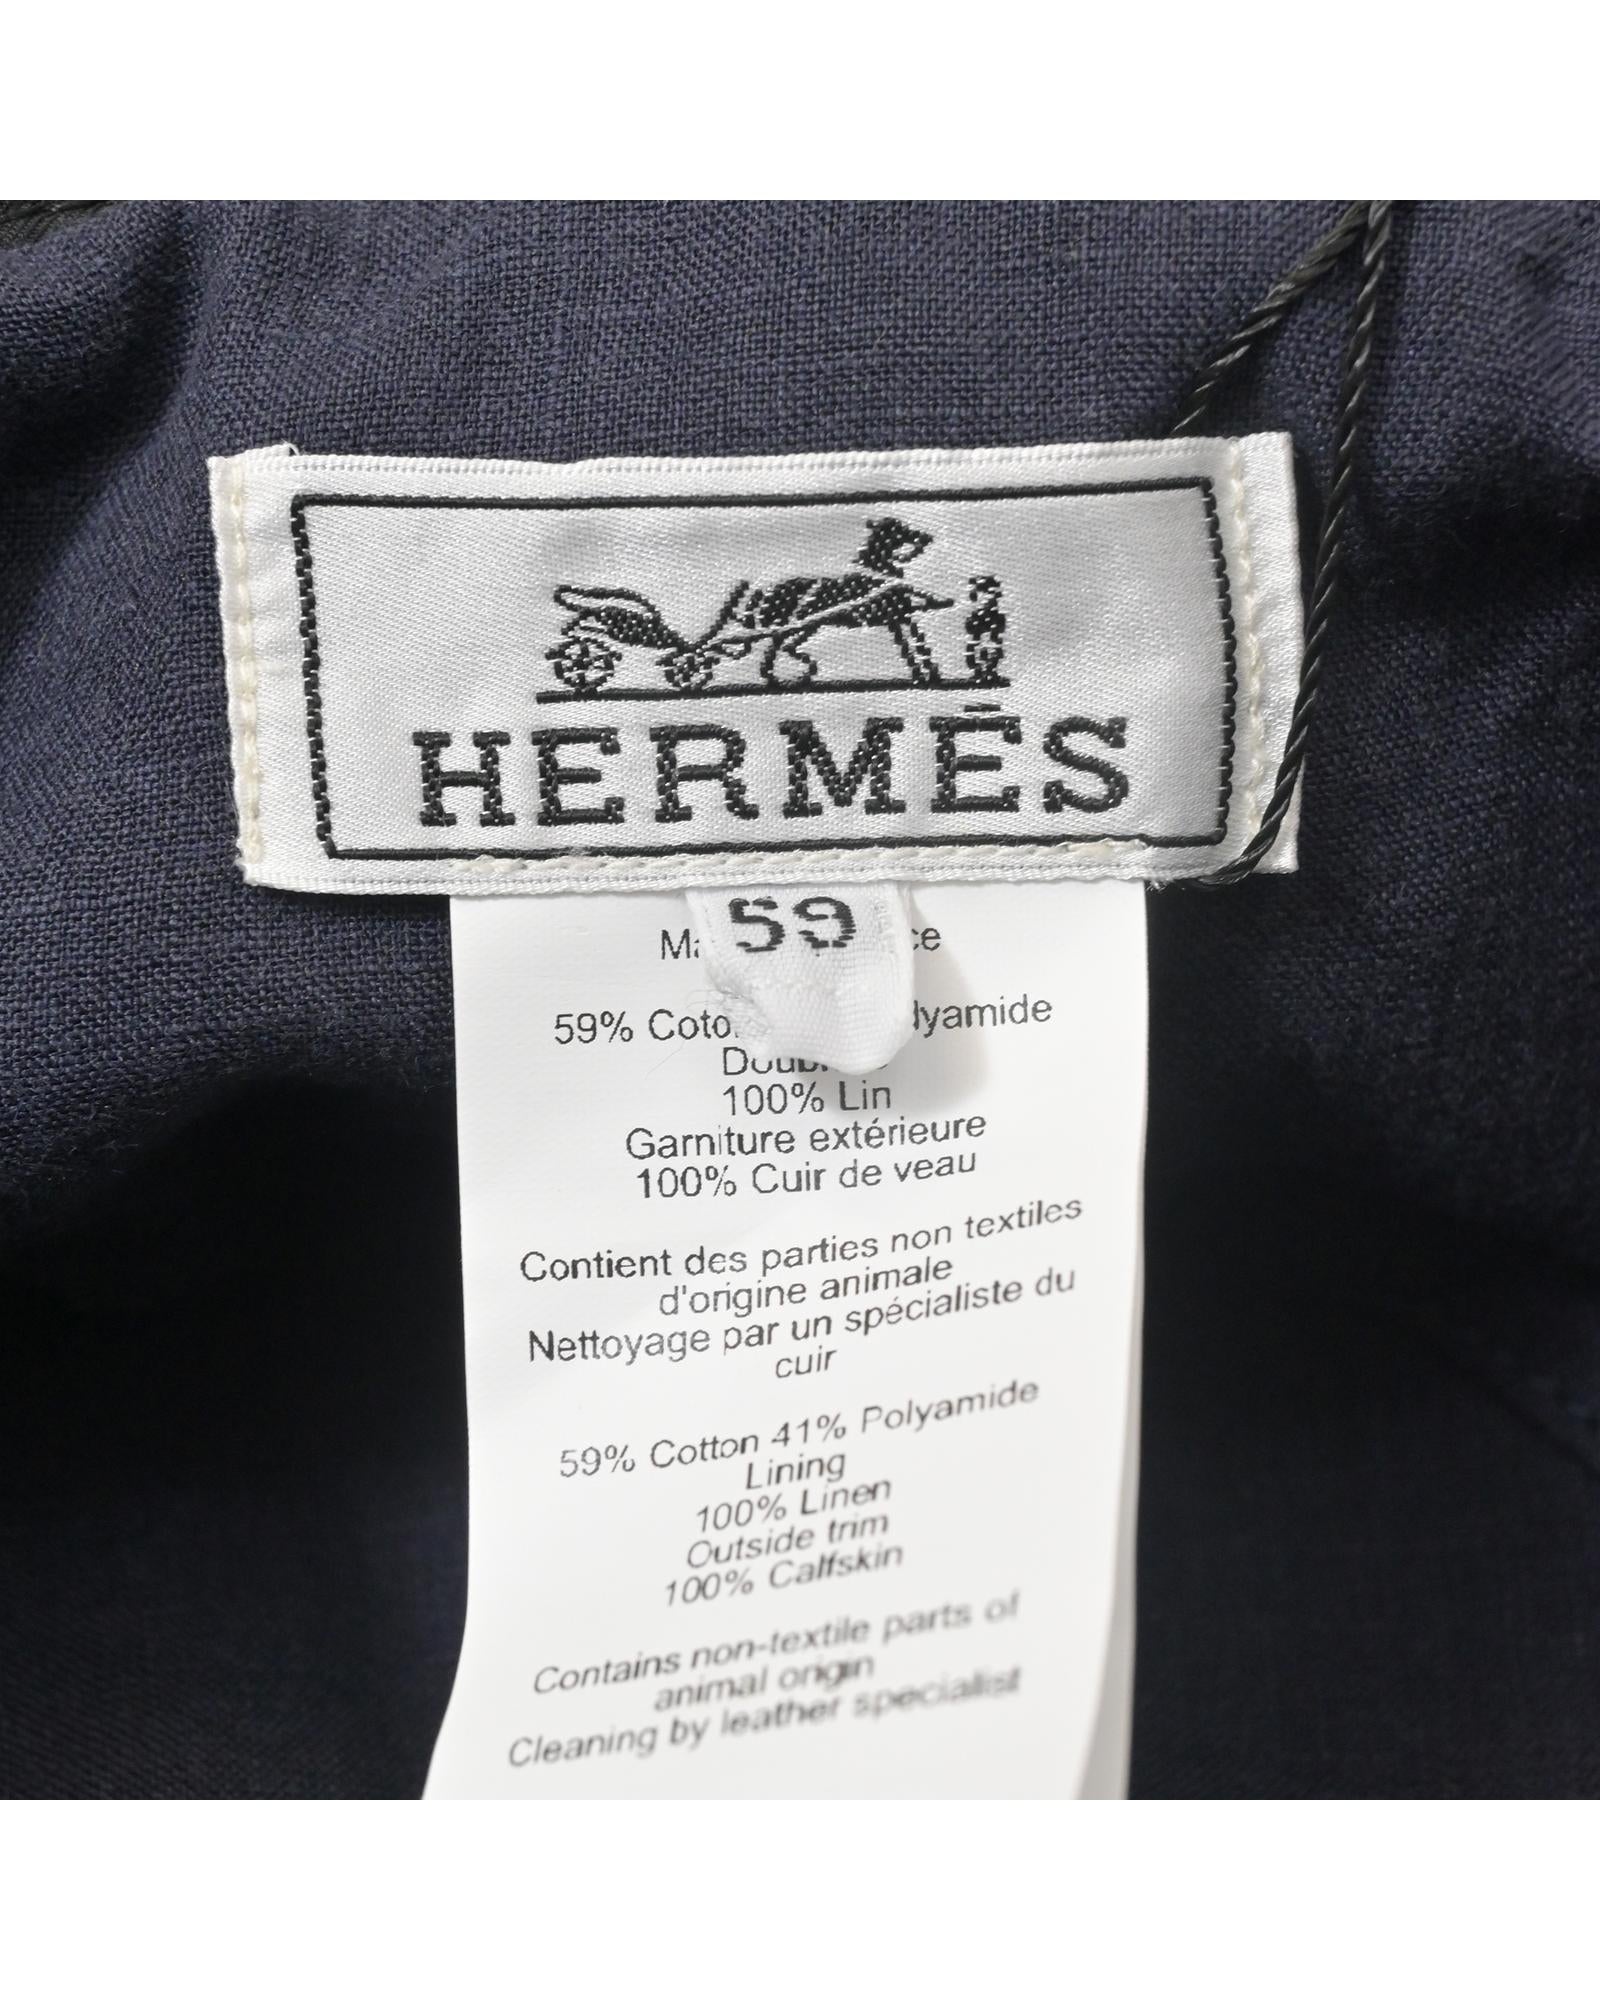 HERMÈS
59
59% Polyamide
100% Lin
Garniture extérieure
100% Cuir de veau
Contient des parties non textiles
d'origine animale
Nettoyage par un spécialiste du
cuir
59% Cotton 41% Polyamide
Lining
100% Linen
Outside trim
100% Calfskin
Contains non-textile parts of
animal origin
Cleaning by leather specialist